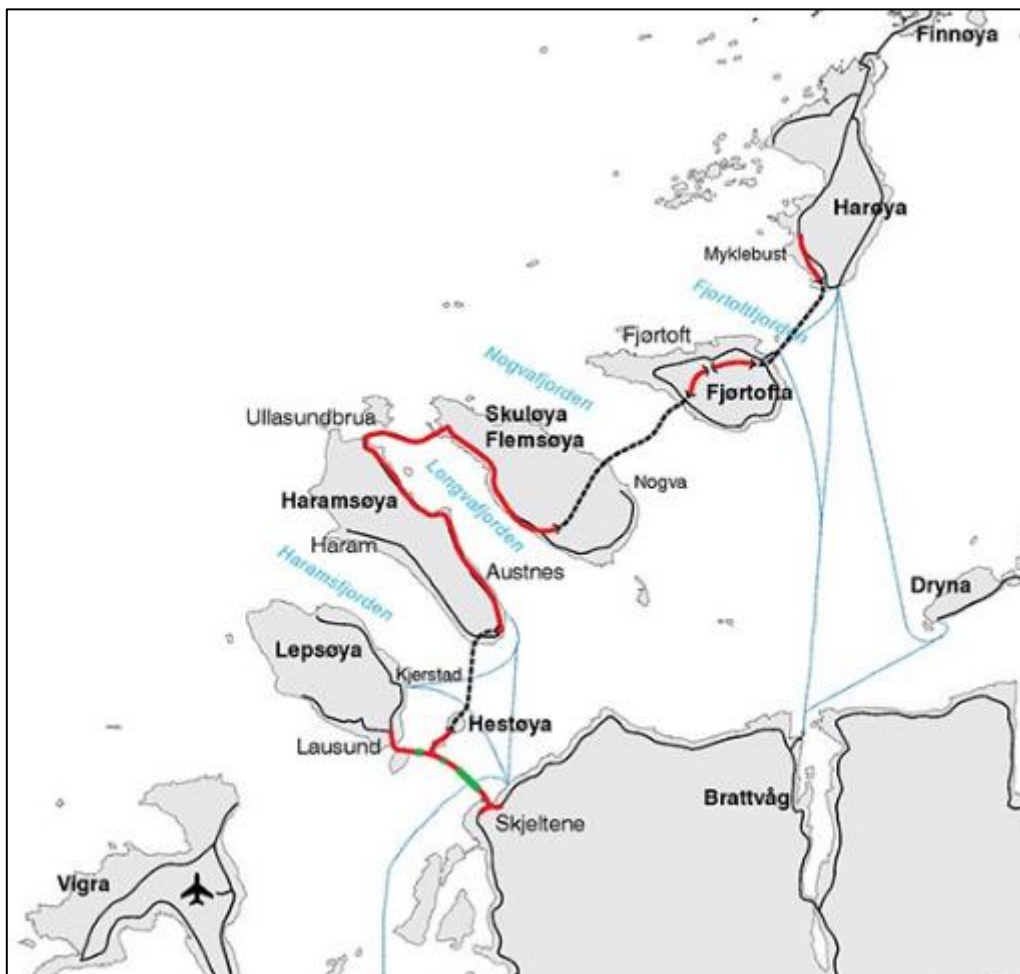 Finnøya
Harøya
Myklebust
Fjørtoftfjorden
Fjørtoft
Nogvafjorden
Fjørtofta
Ullasundbrua
Skuløya
Flemsøya
Longvafjorden
Nogva
Haramsøya
Haram
Austnes
Haramsfjorden
Dryna
Lepsøya
Kjerstad
Hestøya
Lausund
Brattvåg
Skjeltene
Vigra